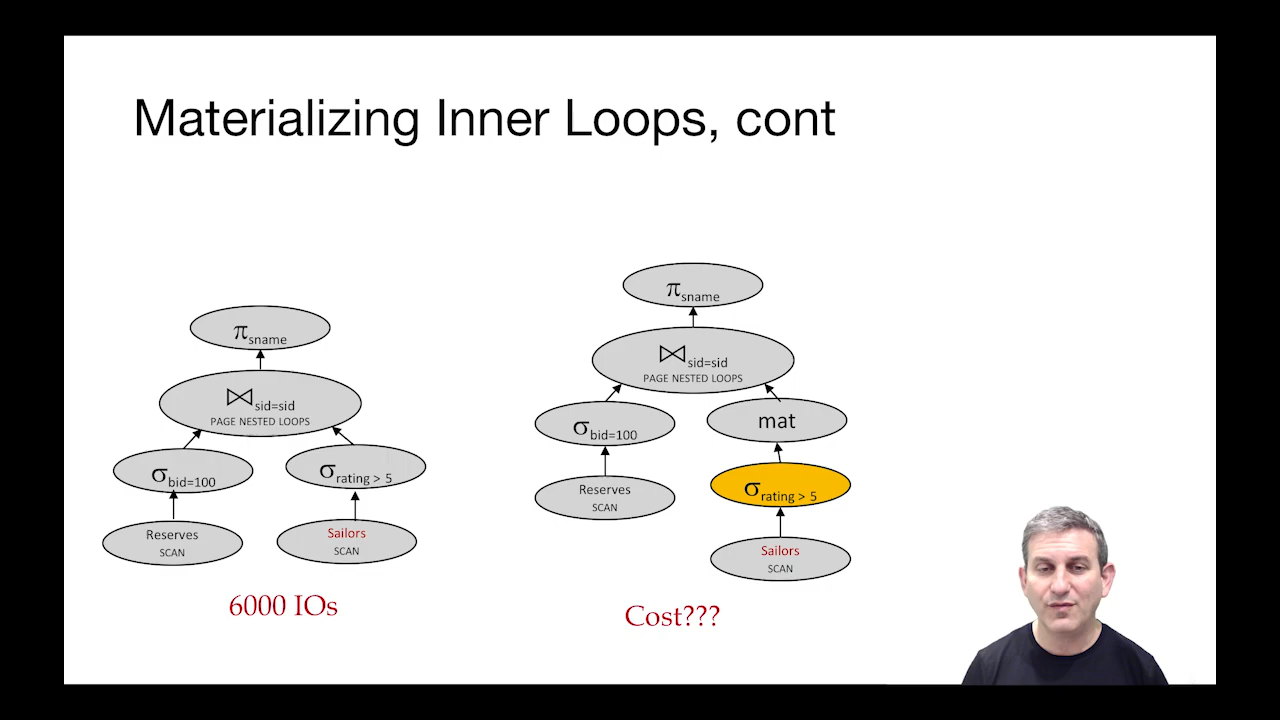 Materializing Inner Loops, cont
π sname
⋈ sid=sid
PAGE NESTED LOOPS
σ bid=100
σ rating > 5
Reserves
SCAN
Sailors
SCAN
6000 IOs
π sname
⋈ sid=sid
PAGE NESTED LOOPS
σ bid=100
mat
Reserves
SCAN
σ rating > 5
Sailors
SCAN
Cost???